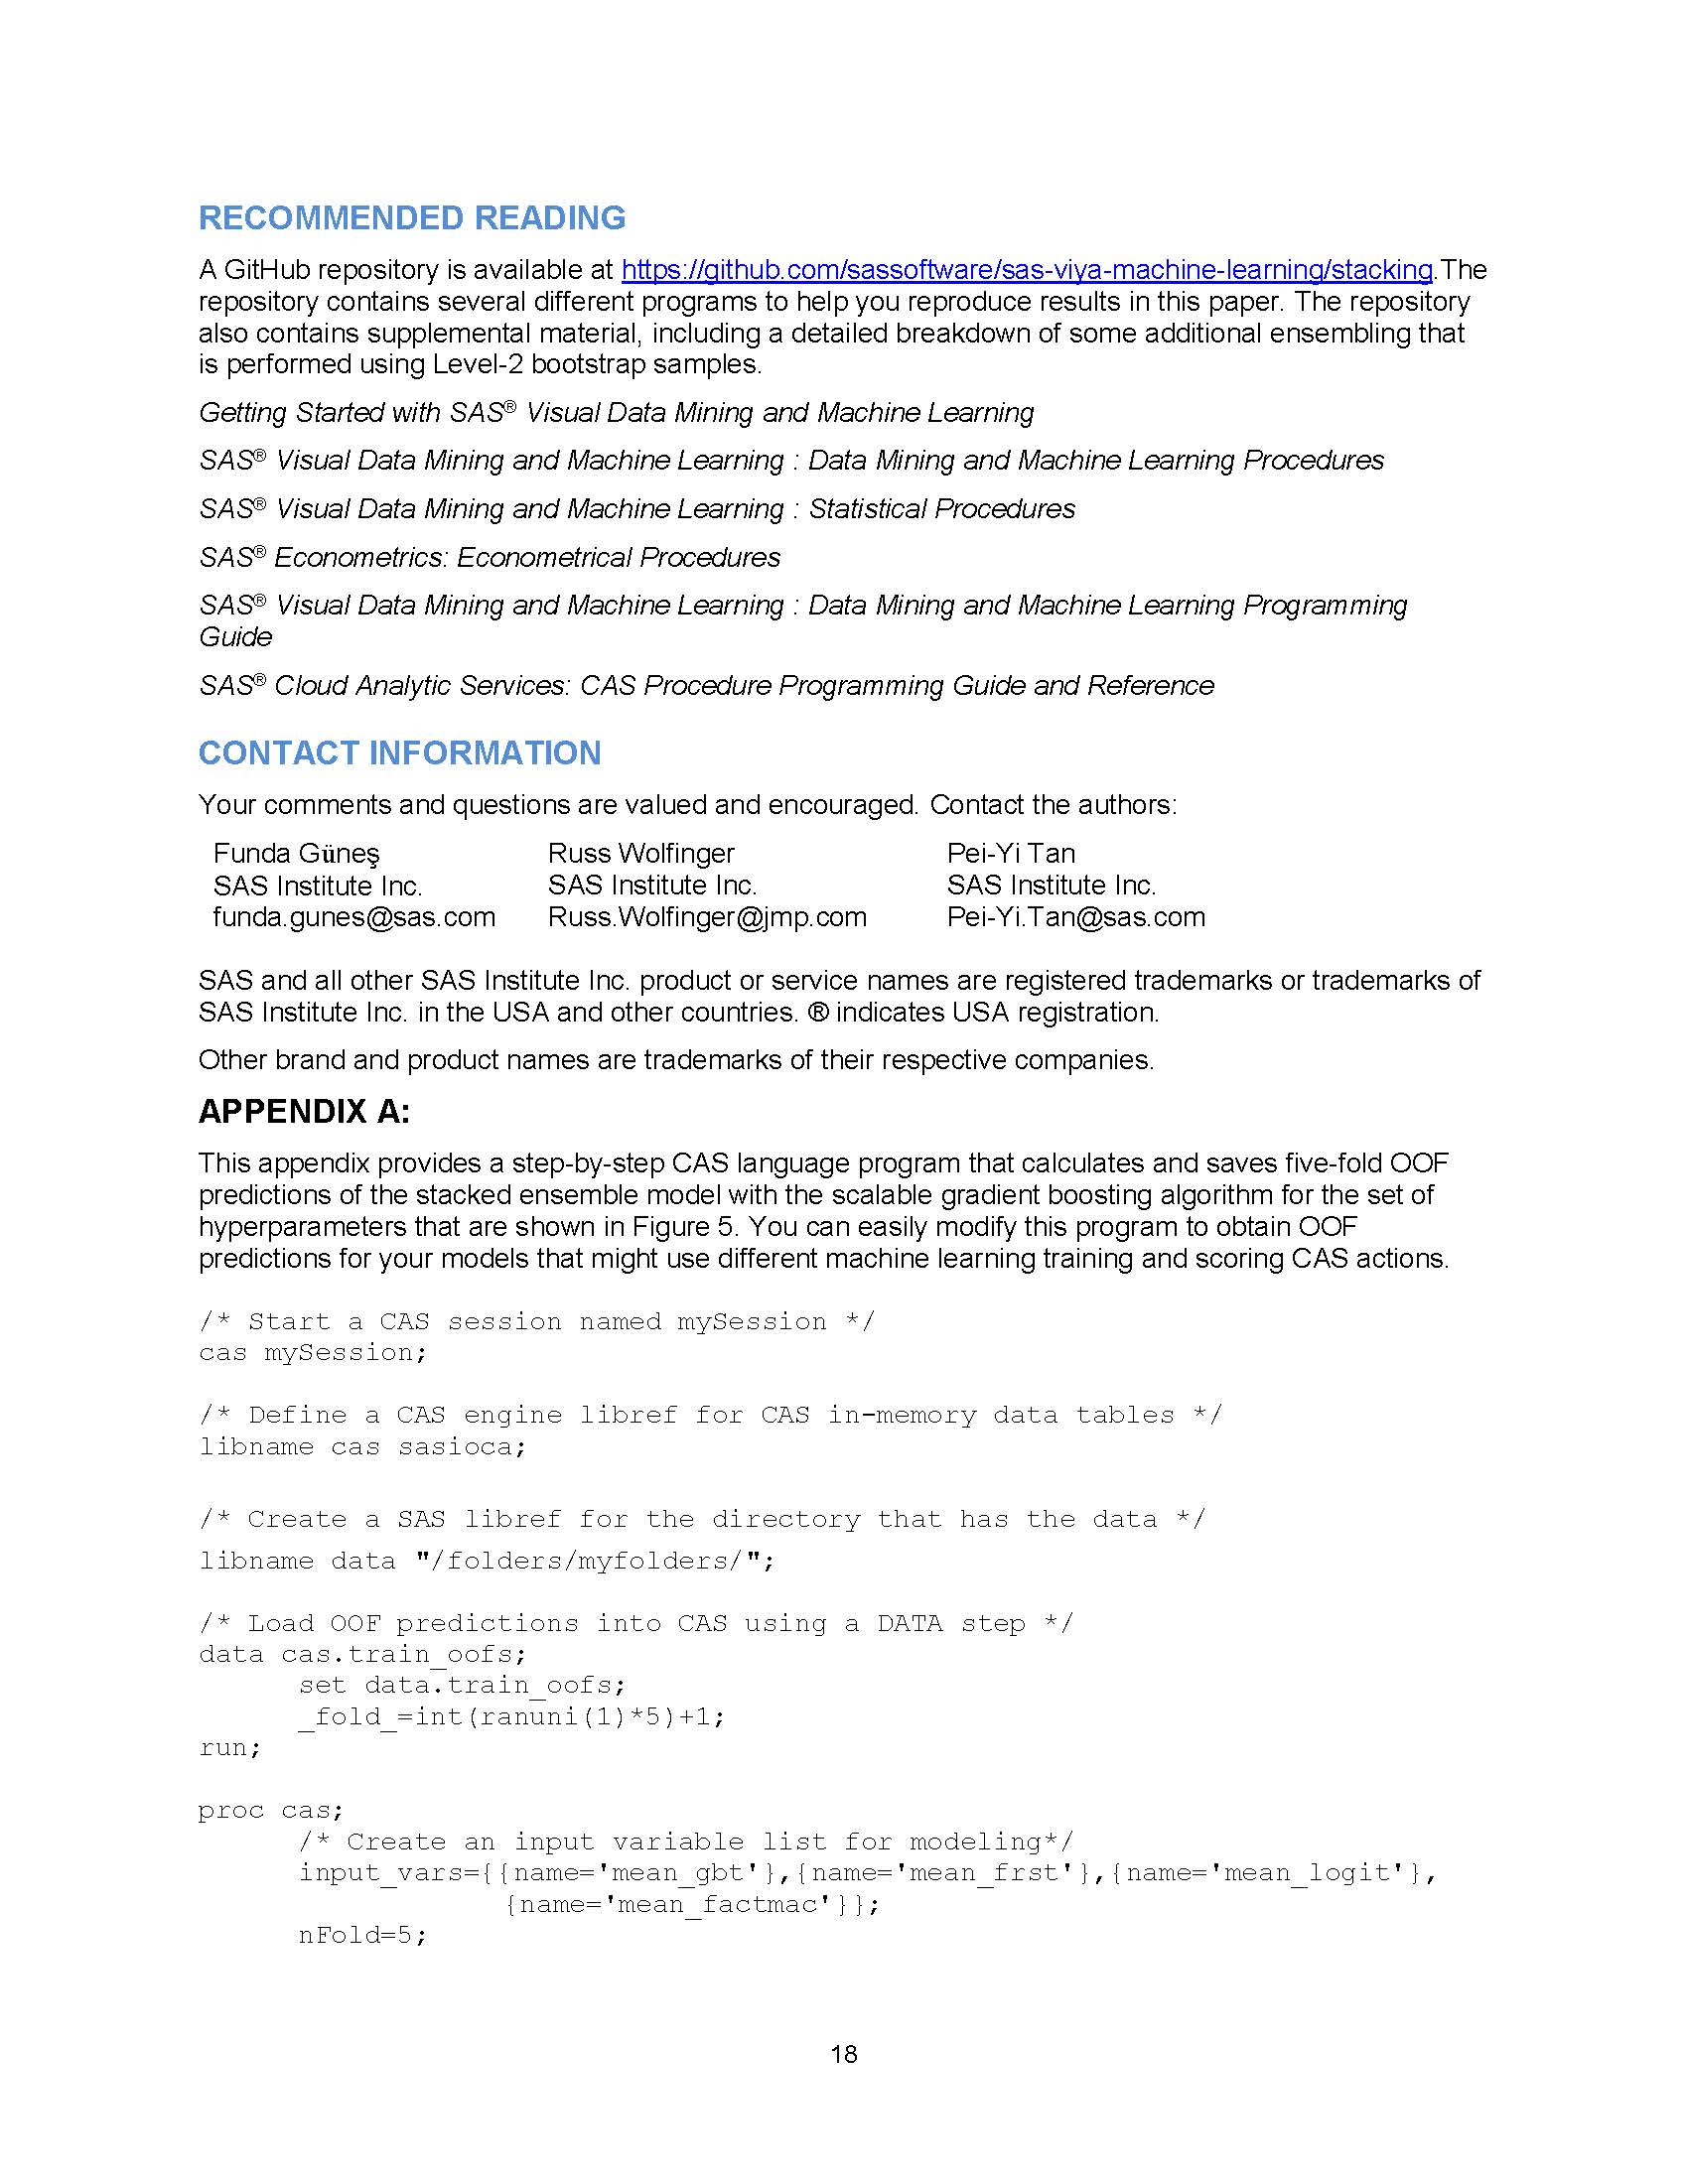 RECOMMENDED READING
A GitHub repository is available at https://github.com/sassoftware/sas-viya-machine-learning/stacking.The
repository contains several different programs to help you reproduce results in this paper. The repository
also contains supplemental material, including a detailed breakdown of some additional ensembling that
is performed using Level-2 bootstrap samples.
Getting Started with SAS® Visual Data Mining and Machine Learning
SAS® Visual Data Mining and Machine Learning : Data Mining and Machine Learning Procedures
SAS® Visual Data Mining and Machine Learning : Statistical Procedures
SAS® Econometrics: Econometrical Procedures
SAS® Visual Data Mining and Machine Learning : Data Mining and Machine Learning Programming
Guide
SAS® Cloud Analytic Services: CAS Procedure Programming Guide and Reference
CONTACT INFORMATION
Your comments and questions are valued and encouraged. Contact the authors:
Funda Güneş Russ Wolfinger Pei-Yi Tan
SAS Institute Inc. SAS Institute Inc. SAS Institute Inc.
funda.gunes@sas.com Russ.Wolfinger@jmp.com Pei-Yi.Tan@sas.com
SAS and all other SAS Institute Inc. product or service names are registered trademarks or trademarks of
SAS Institute Inc. in the USA and other countries. ® indicates USA registration.
Other brand and product names are trademarks of their respective companies.
APPENDIX A:
This appendix provides a step-by-step CAS language program that calculates and saves five-fold OOF
predictions of the stacked ensemble model with the scalable gradient boosting algorithm for the set of
hyperparameters that are shown in Figure 5. You can easily modify this program to obtain OOF
predictions for your models that might use different machine learning training and scoring CAS actions.
/* Start a CAS session named mySession */
cas mySession;
/* Define a CAS engine libref for CAS in-memory data tables */
libname cas sasioca;
/* Create a SAS libref for the directory that has the data */
libname data "/folders/myfolders/";
/* Load OOF predictions into CAS using a DATA step */
data cas.train_oofs;
set data.train_oofs;
_fold_=int(ranuni(1)*5)+1;
run;
proc cas;
/* Create an input variable list for modeling*/
input_vars={{name='mean_gbt'},{name='mean_frst'},{name='mean_logit'},
{name='mean_factmac'}};
nFold=5;
18